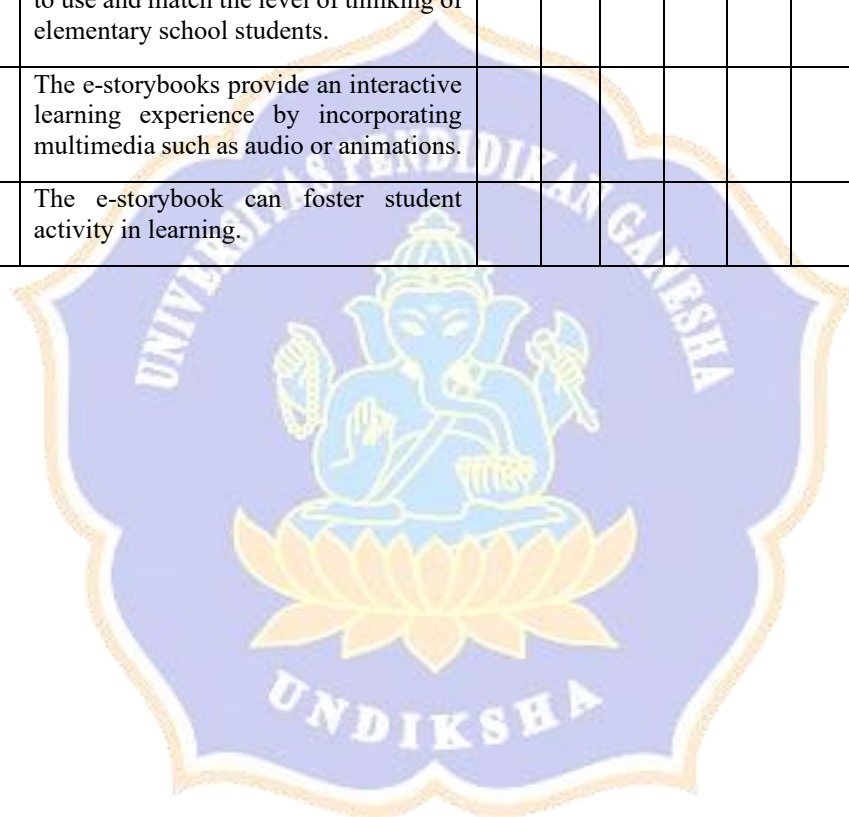 to use and match the level of thinking of
elementary school students.
The e-storybooks provide an interactive
learning experience by incorporating
multimedia such as audio or animations.
The e-storybook can foster student
activity in learning.
UNIVERSITAS PENDIDIKAN GANESHA
UNDIKSHA